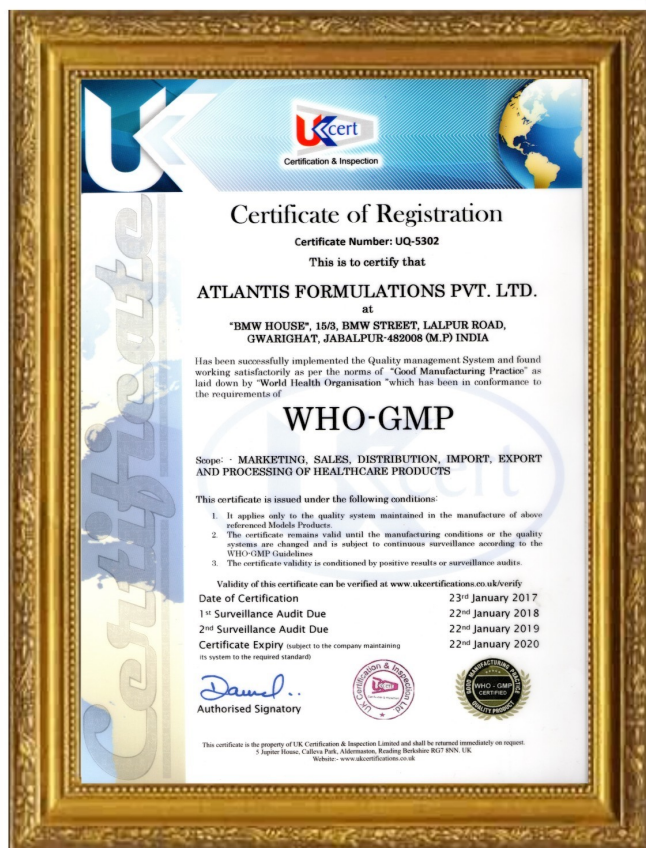 UK
UKcert
Certification & Inspection
Certificate
Certificate of Registration
Certificate Number: UQ-5302
This is to certify that
ATLANTIS FORMULATIONS PVT. LTD.
at
"BMW HOUSE", 15/3, BMW STREET, LALPUR ROAD,
GWARIGHAT, JABALPUR-482008 (M.P) INDIA
Has been successfully implemented the Quality management System and found
working satisfactorily as per the norms of "Good Manufacturing Practice" as
laid down by "World Health Organisation "which has been in conformance to
the requirements of
WHO-GMP
Scope: · MARKETING, SALES, DISTRIBUTION, IMPORT, EXPORT
AND PROCESSING OF HEALTHCARE PRODUCTS
This certificate is issued under the following conditions:
1. It applies only to the quality system maintained in the manufacture of above
referenced Models Products.
2. The certificate remains valid until the manufacturing conditions or the quality
systems are changed and is subject to continuous surveillance according to the
WHO-GMP Guidelines
3. The certificate validity is conditioned by positive results or surveillance audits.
Validity of this certificate can be verified at www.ukcertifications.co.uk/verify
Date of Certification 23rd January 2017
1st Surveillance Audit Due 22nd January 2018
2nd Surveillance Audit Due 22nd January 2019
Certificate Expiry (subject to the company maintaining 22nd January 2020
its system to the required standard)
Authorised Signatory
UK Certification & Inspection Ltd
GOOD MANUFACTURING PRACTICE
WHO - GMP
CERTIFIED
QUALITY PRODUCT
This certificate is the property of UK Certification & Inspection Limited and shall be returned immediately on request.
5 Jupiter House, Calleva Park, Aldermaston, Reading Berkshire RG7 8NN. UK
Website:- www.ukcertifications.co.uk